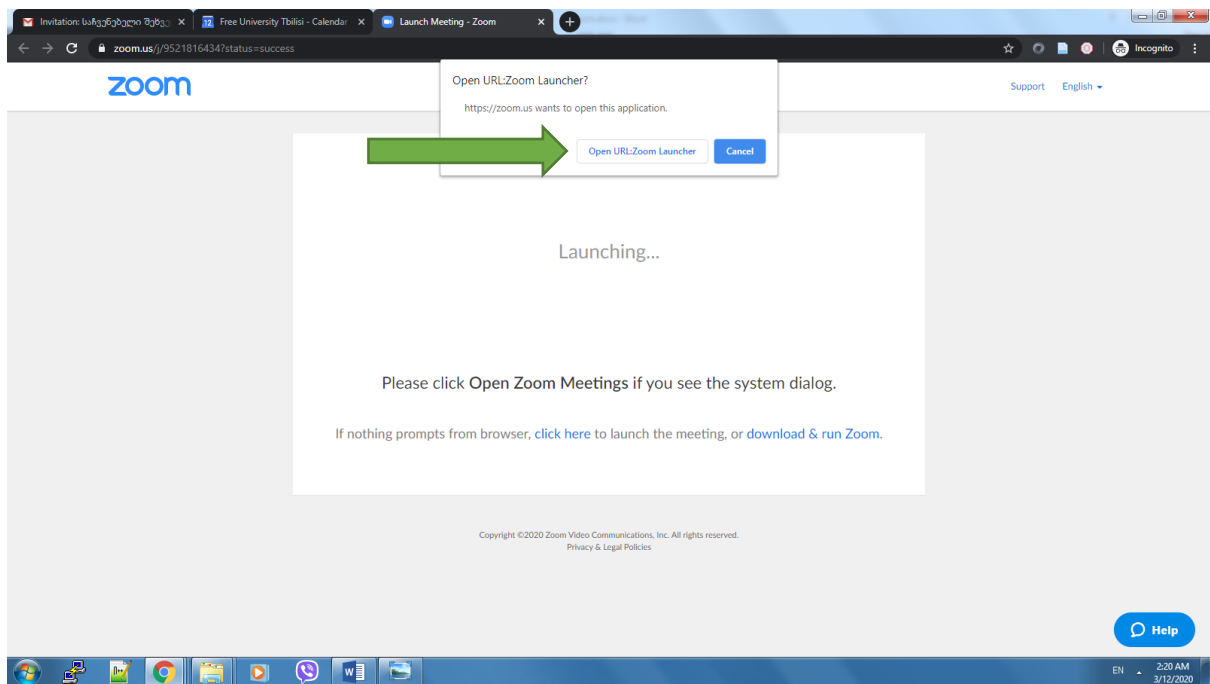 Invitation: საჩვენებელი შეხვე
Free University Tbilisi - Calendar
Launch Meeting - Zoom
zoom.us/j/9521816434?status=success
Incognito
zoom
Support English
Open URL:Zoom Launcher?
https://zoom.us wants to open this application.
Open URL:Zoom Launcher Cancel
Launching...
Please click Open Zoom Meetings if you see the system dialog.
If nothing prompts from browser, click here to launch the meeting, or download & run Zoom.
Copyright ©2020 Zoom Video Communications, Inc. All rights reserved.
Privacy & Legal Policies
Help
EN 2:20 AM
3/12/2020